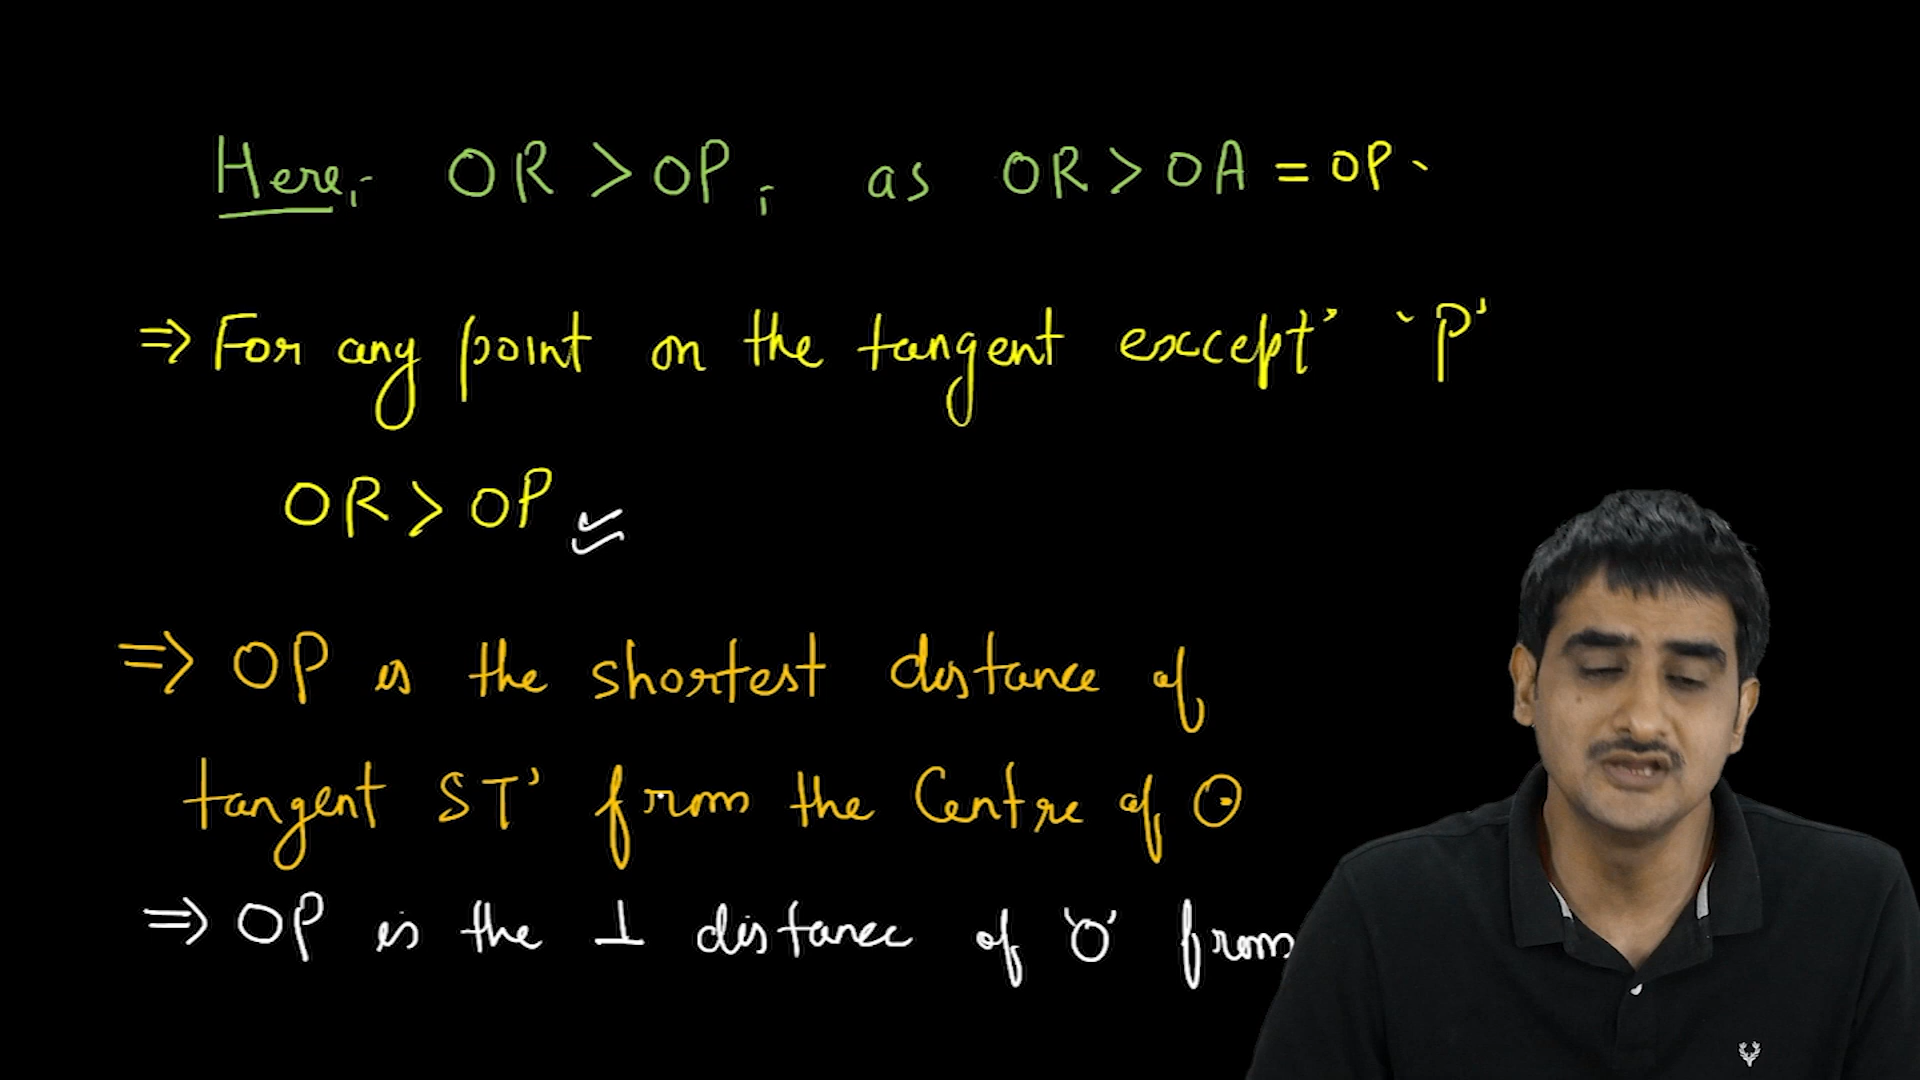 Here, OR > OP, as OR > OA = OP.
⇒ For any point on the tangent except 'P'
OR > OP
⇒ OP is the shortest distance of
tangent ST' from the Centre of ⊙
⇒ OP is the ⊥ distance of 'O' from